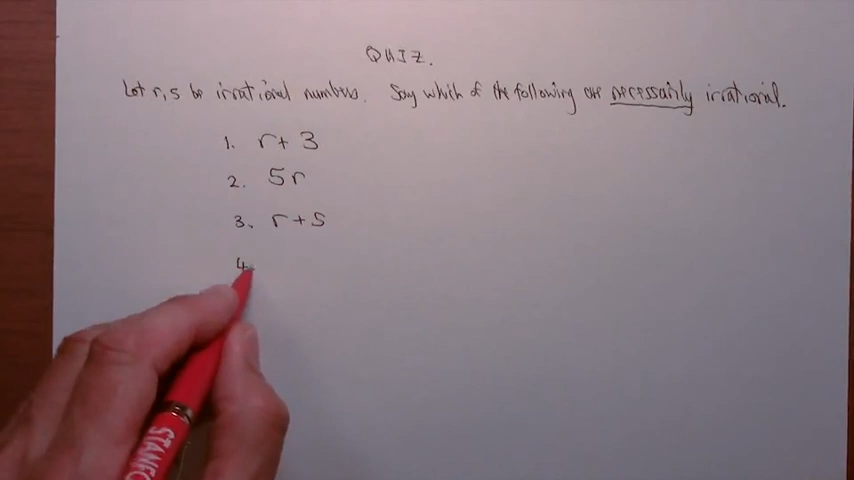 QUIZ.
Let r, s be irrational numbers. Say which of the following are necessarily irrational.
1. r + 3
2. 5r
3. r + s
4
STANFO